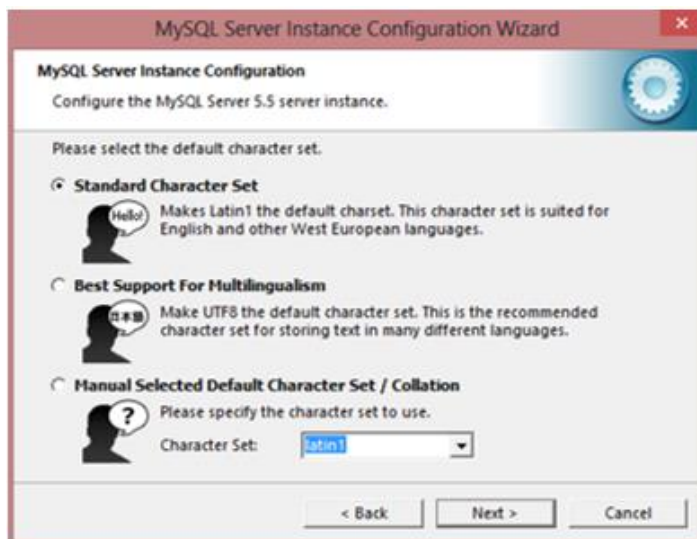 MySQL Server Instance Configuration Wizard
MySQL Server Instance Configuration
Configure the MySQL Server 5.5 server instance.
Please select the default character set.
Standard Character Set
Hello!
Makes Latin1 the default charset. This character set is suited for
English and other West European languages.
Best Support For Multilingualism
日本語
Make UTF8 the default character set. This is the recommended
character set for storing text in many different languages.
Manual Selected Default Character Set / Collation
?
Please specify the character set to use.
Character Set: latin1
< Back Next > Cancel